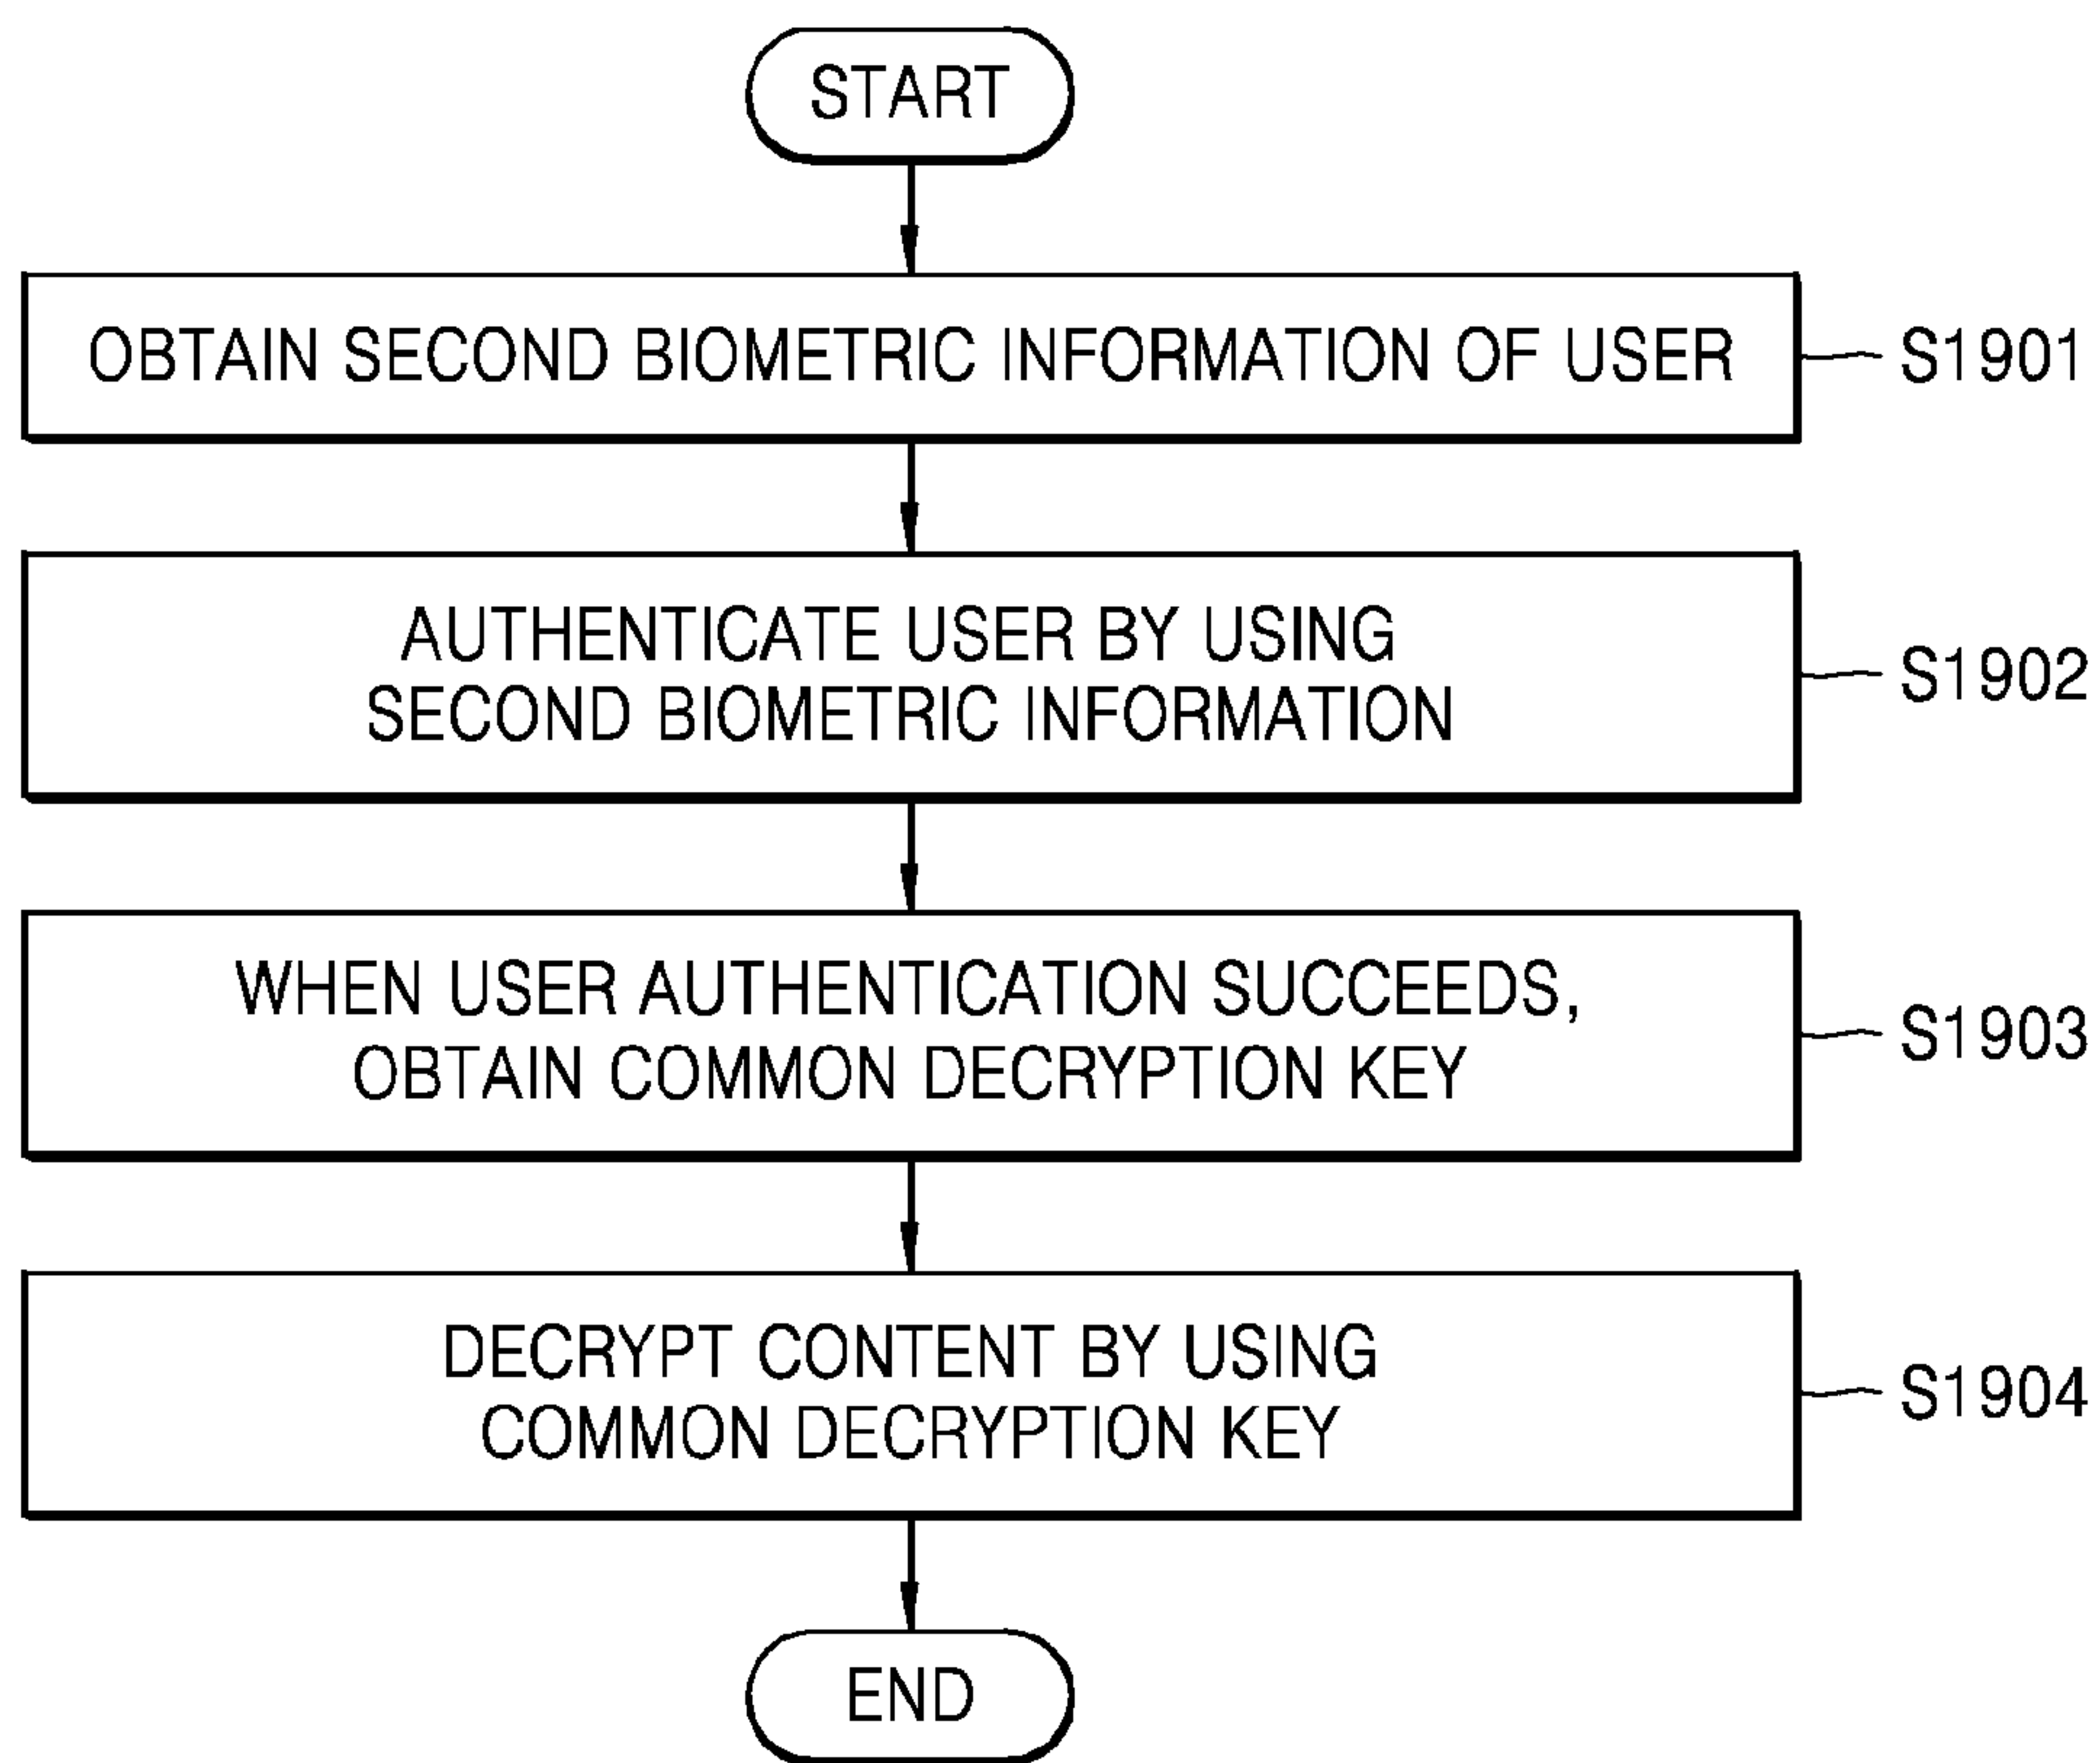 START
OBTAIN SECOND BIOMETRIC INFORMATION OF USER
S1901
AUTHENTICATE USER BY USING
SECOND BIOMETRIC INFORMATION
S1902
WHEN USER AUTHENTICATION SUCCEEDS,
OBTAIN COMMON DECRYPTION KEY
S1903
DECRYPT CONTENT BY USING
COMMON DECRYPTION KEY
S1904
END